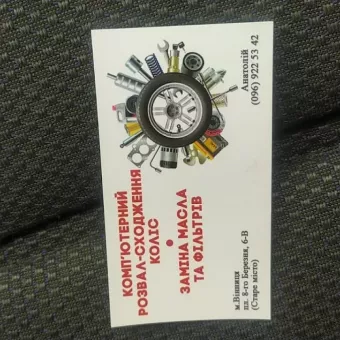 КОМП'ЮТЕРНИЙ
РОЗВАЛ-СХОДЖЕННЯ
КОЛІС
•
ЗАМІНА МАСЛА
ТА ФІЛЬТРІВ
м.Вінниця
пл. 8-го Березня, 6-В
(Старе місто)
Анатолій
(096) 922 53 42